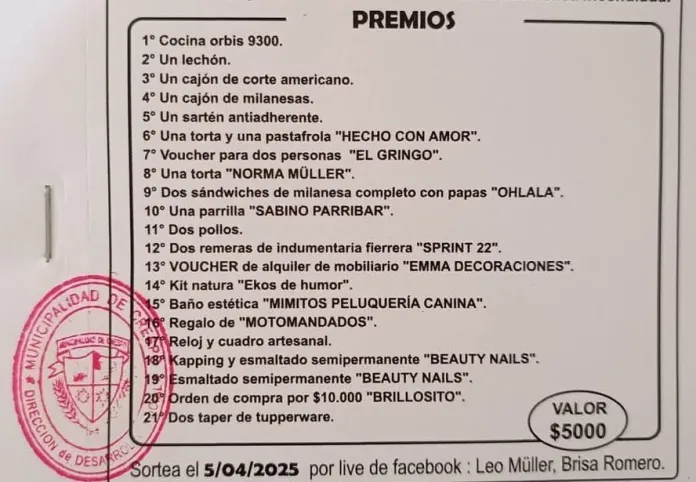 PREMIOS
1° Cocina orbis 9300.
2° Un lechón.
3° Un cajón de corte americano.
4° Un cajón de milanesas.
5° Un sartén antiadherente.
6° Una torta y una pastafrola "HECHO CON AMOR".
7° Voucher para dos personas "EL GRINGO".
8° Una torta "NORMA MÜLLER".
9° Dos sándwiches de milanesa completo con papas "OHLALA".
10° Una parrilla "SABINO PARRIBAR".
11° Dos pollos.
12° Dos remeras de indumentaria fierrera "SPRINT 22".
13° VOUCHER de alquiler de mobiliario "EMMA DECORACIONES".
14° Kit natura "Ekos de humor".
15° Baño estética "MIMITOS PELUQUERÍA CANINA".
16° Regalo de "MOTOMANDADOS".
17° Reloj y cuadro artesanal.
18° Kapping y esmaltado semipermanente "BEAUTY NAILS".
19° Esmaltado semipermanente "BEAUTY NAILS".
20° Orden de compra por $10.000 "BRILLOSITO".
21° Dos taper de tupperware.
VALOR
$5000
Sortea el 5/04/2025 por live de facebook : Leo Müller, Brisa Romero.
MUNICIPALIDAD DE
DIRECCION de